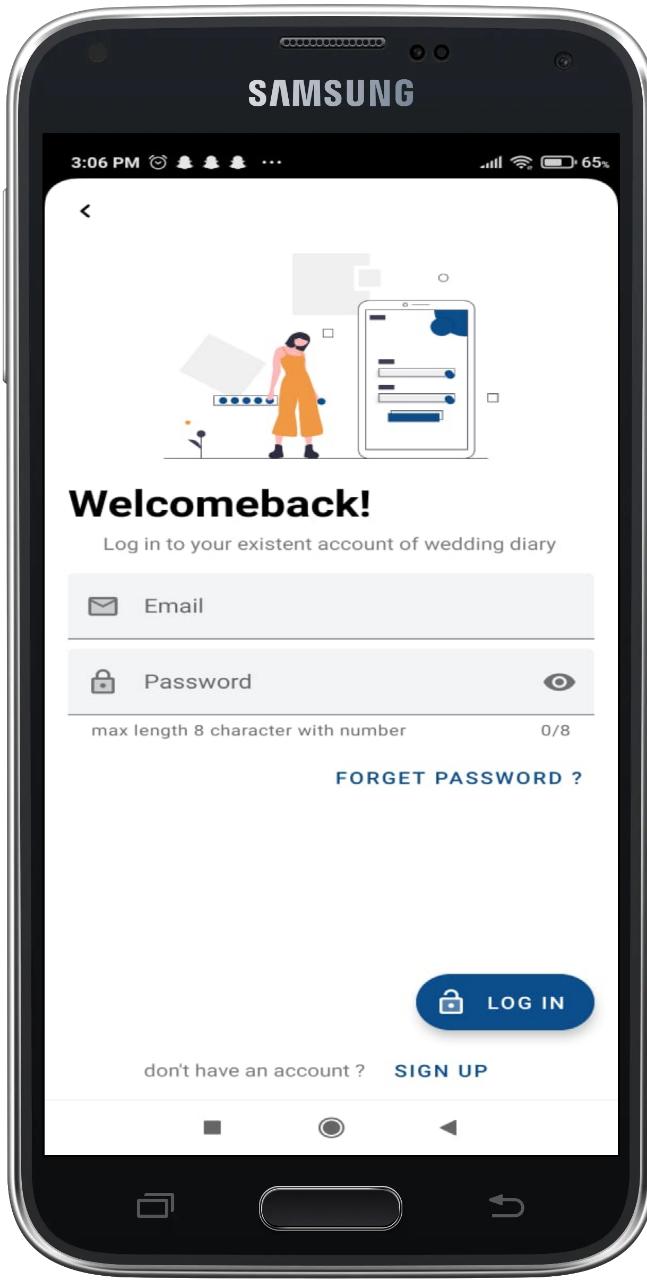 SAMSUNG
3:06 PM ... 65%
Welcomeback!
Log in to your existent account of wedding diary
Email
Password
max length 8 character with number 0/8
FORGET PASSWORD ?
LOG IN
don't have an account ? SIGN UP